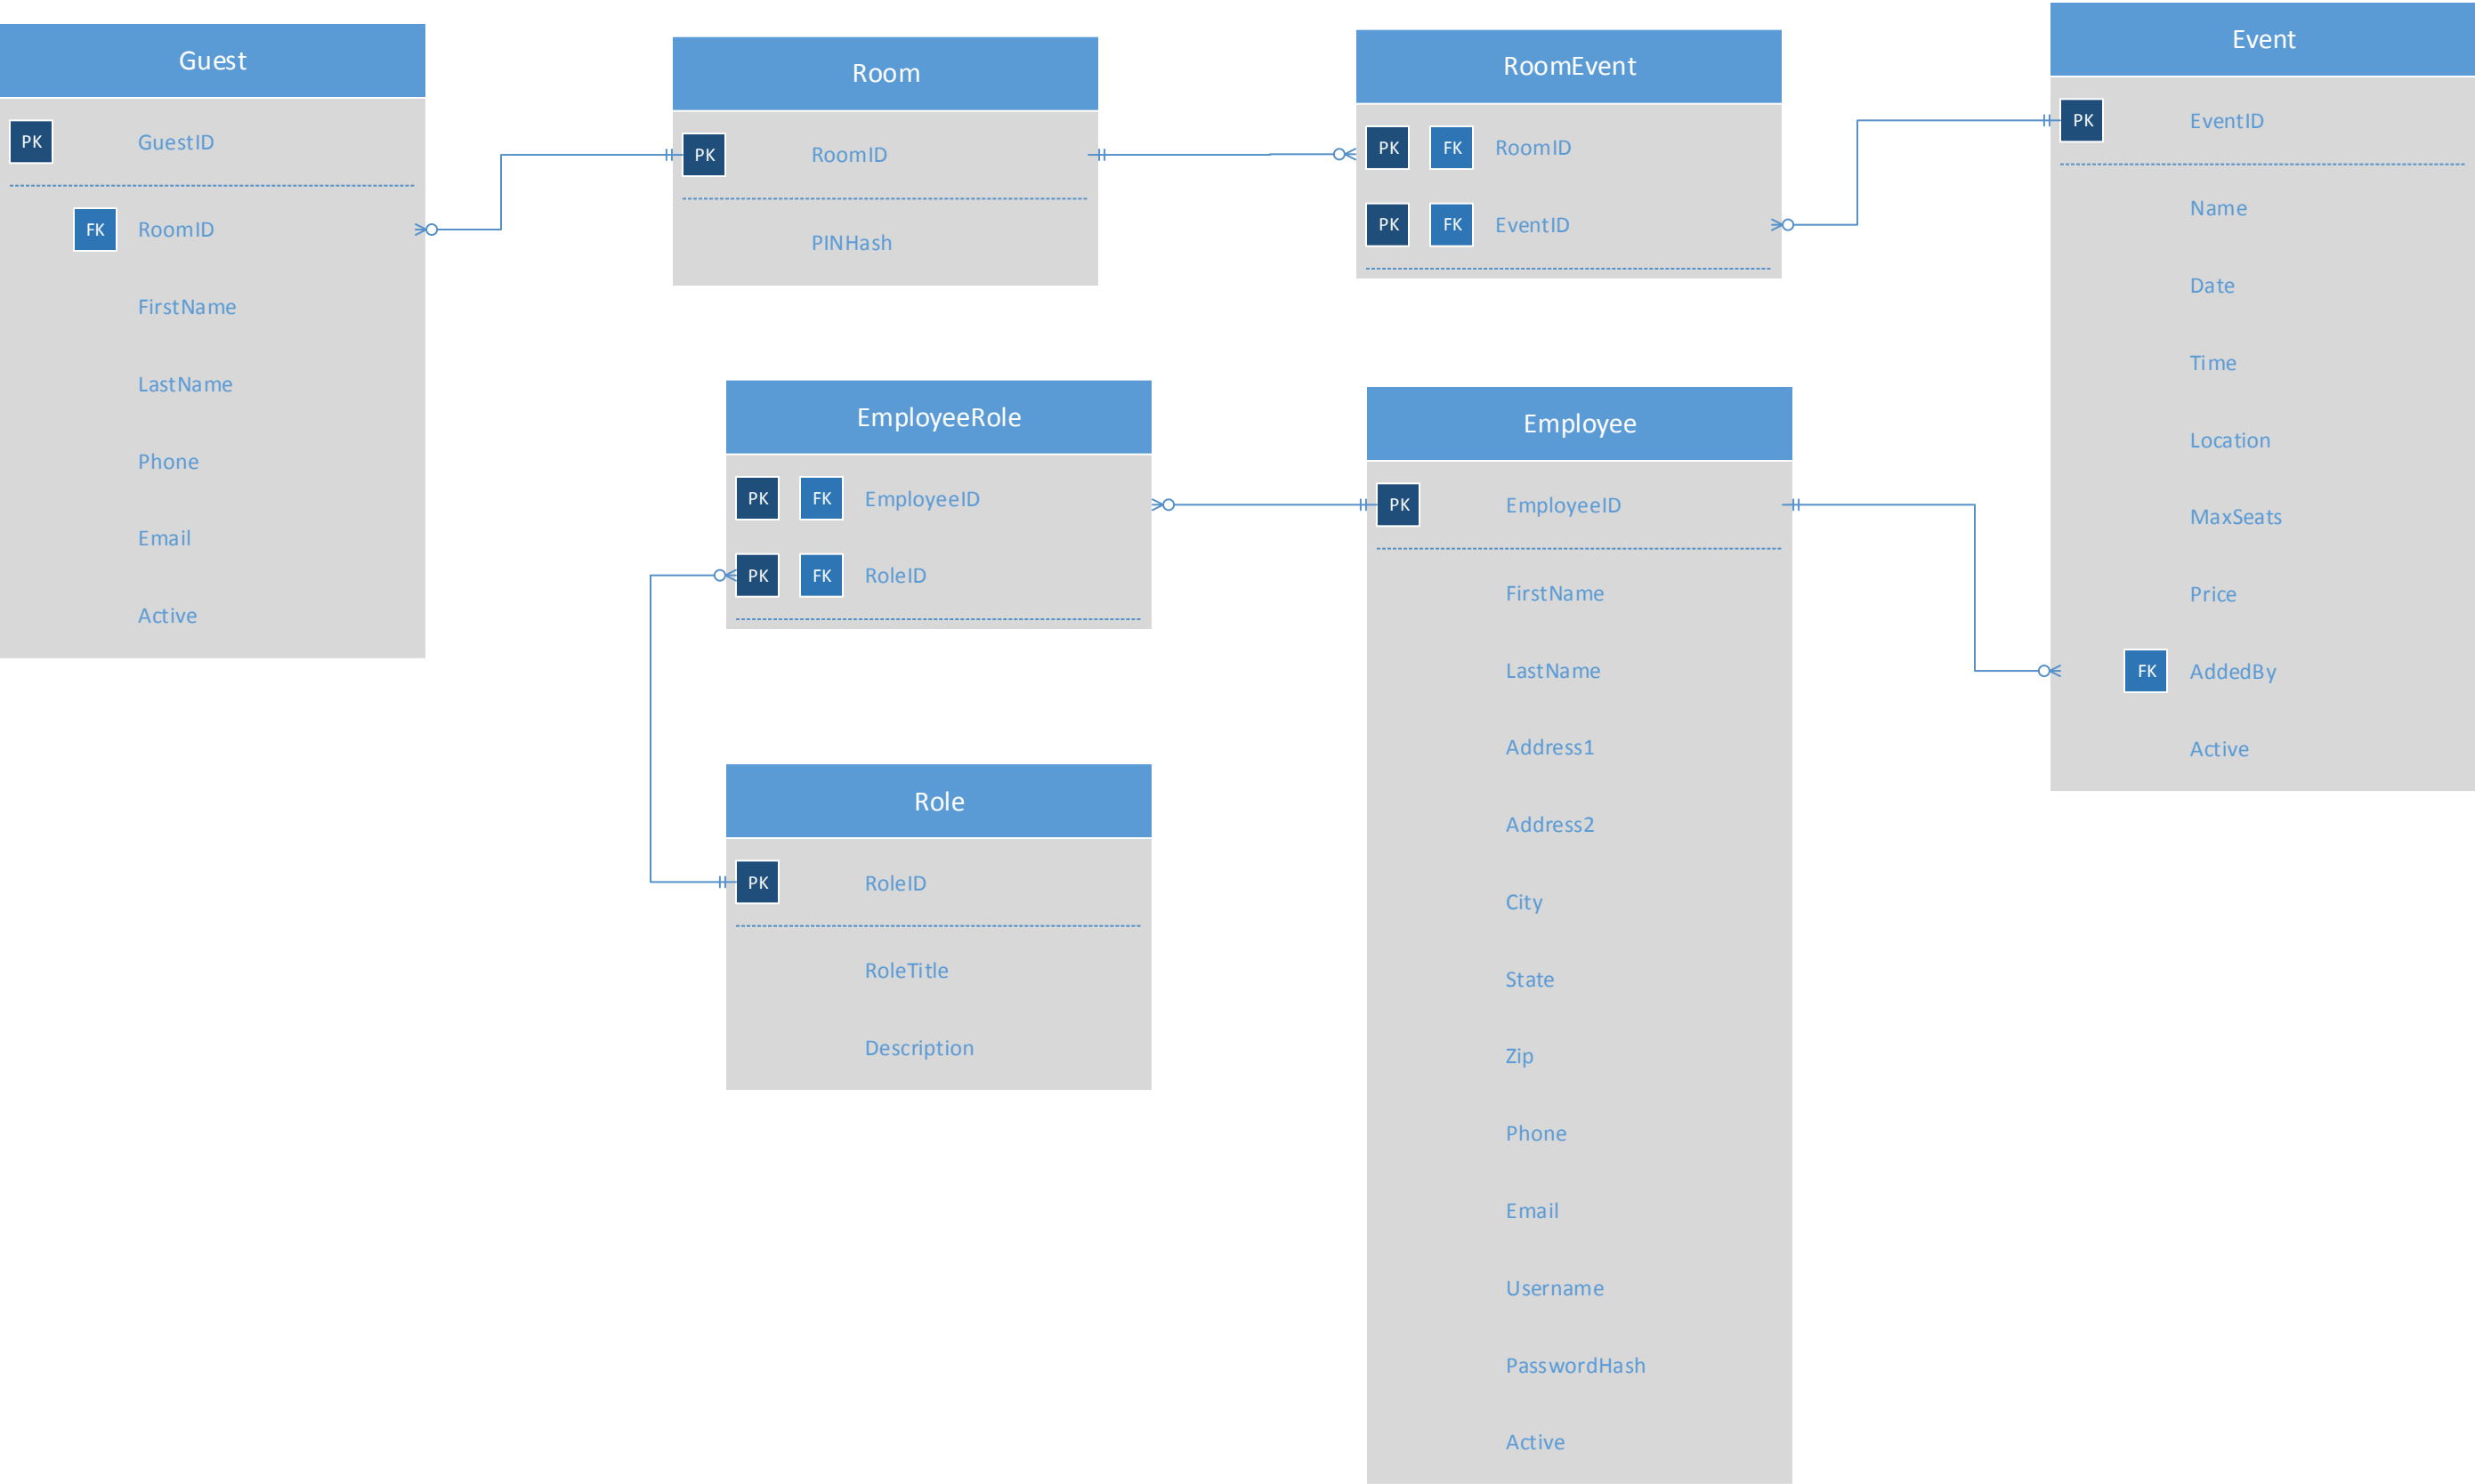 Guest
PK GuestID
FK RoomID
FirstName
LastName
Phone
Email
Active
Room
PK RoomID
PINHash
RoomEvent
PK FK RoomID
PK FK EventID
Event
PK EventID
Name
Date
Time
Location
MaxSeats
Price
FK AddedBy
Active
EmployeeRole
PK FK EmployeeID
PK FK RoleID
Employee
PK EmployeeID
FirstName
LastName
Address1
Address2
City
State
Zip
Phone
Email
Username
PasswordHash
Active
Role
PK RoleID
RoleTitle
Description